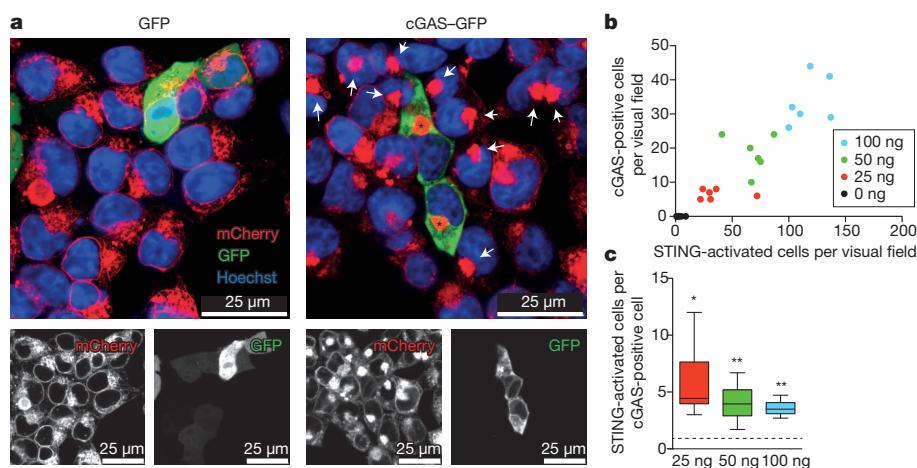 a
GFP
cGAS–GFP
mCherry
GFP
Hoechst
25 μm
25 μm
mCherry
25 μm
GFP
25 μm
mCherry
25 μm
GFP
25 μm
b
cGAS-positive cells
per visual field
50
40
30
20
10
0
0
50
100
150
200
STING-activated cells per visual field
100 ng
50 ng
25 ng
0 ng
c
STING-activated cells per
cGAS-positive cell
15
10
5
0
*
**
**
25 ng
50 ng
100 ng